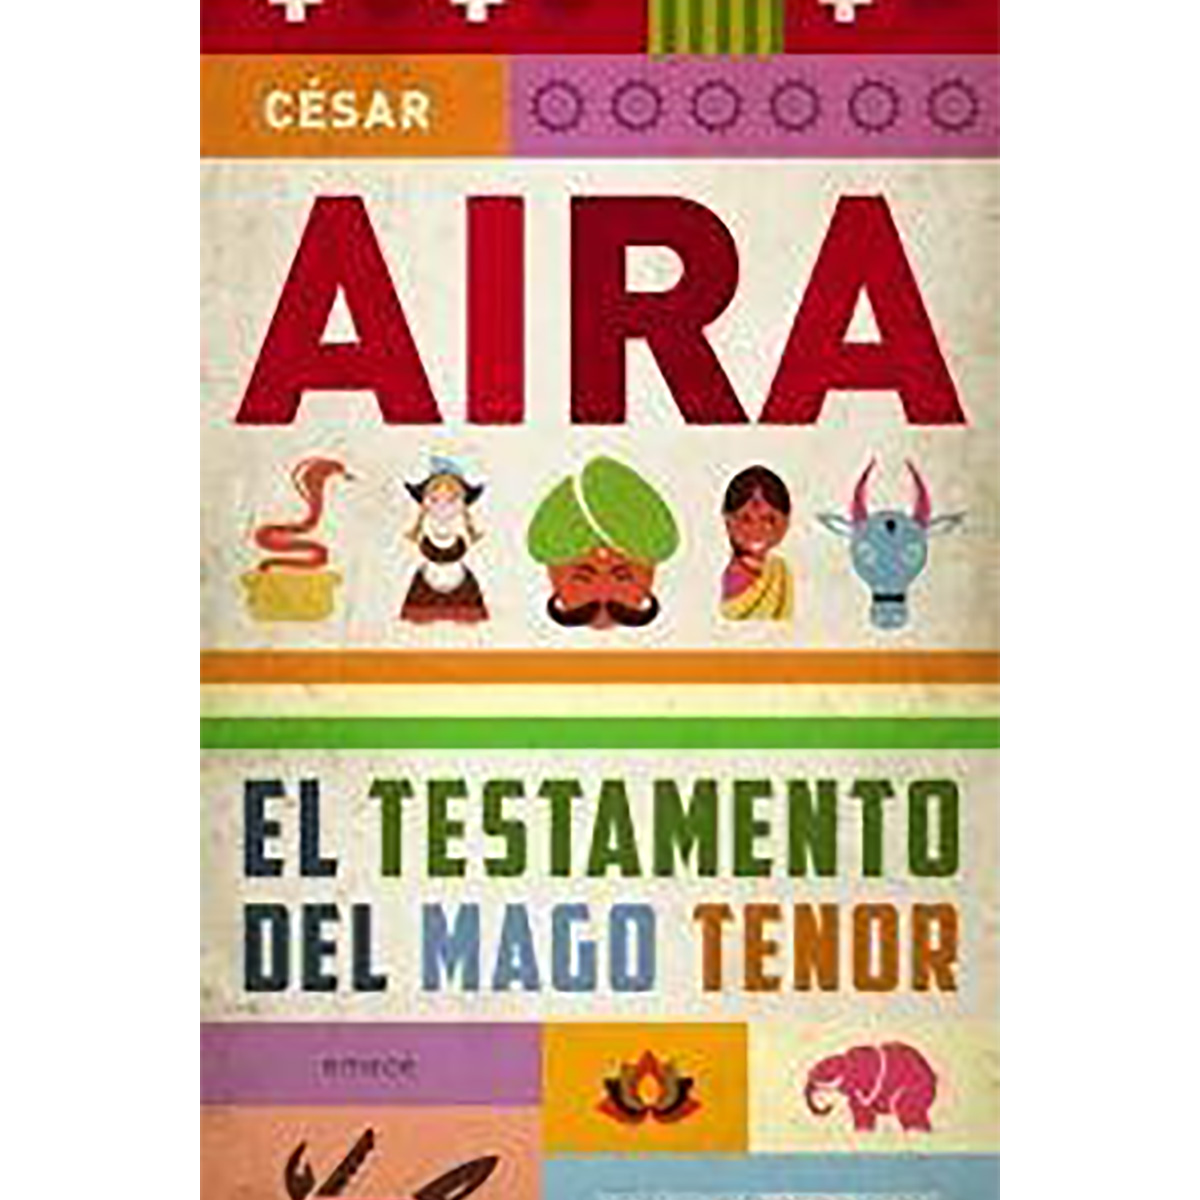 CÉSAR
AIRA
EL TESTAMENTO
DEL MAGO TENOR
emecé